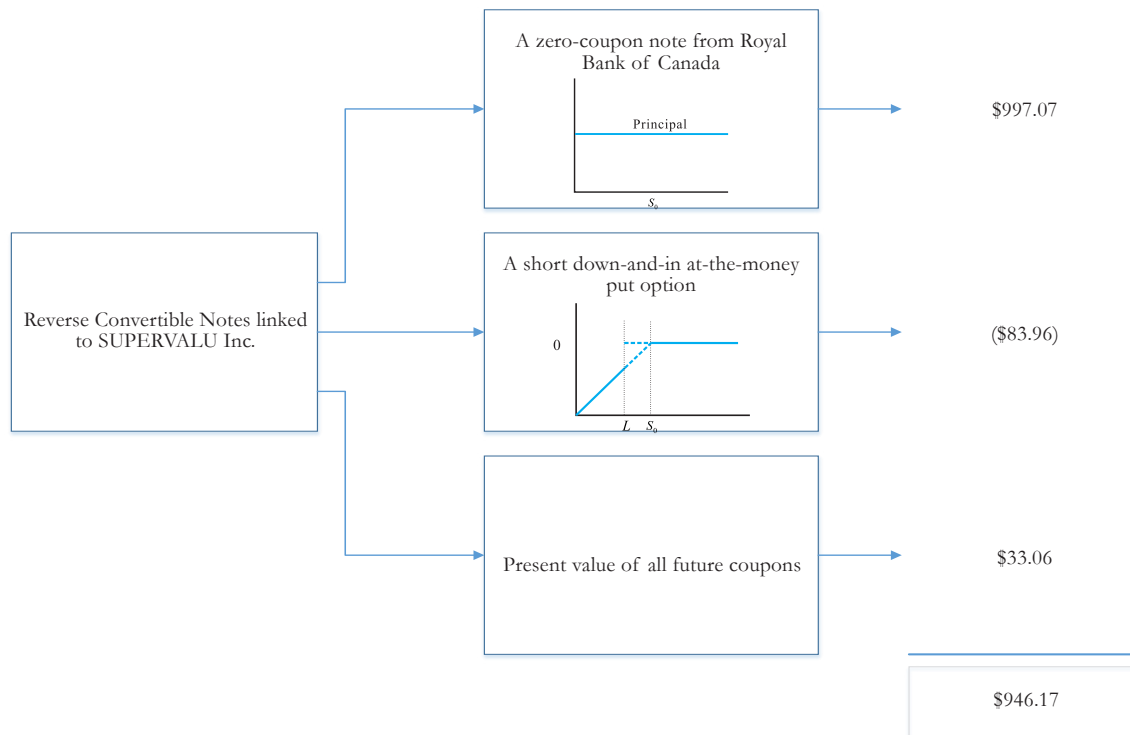 A zero-coupon note from Royal
Bank of Canada
Principal
S₀
$997.07
Reverse Convertible Notes linked
to SUPERVALU Inc.
A short down-and-in at-the-money
put option
0
L S₀
($83.96)
Present value of all future coupons
$33.06
$946.17